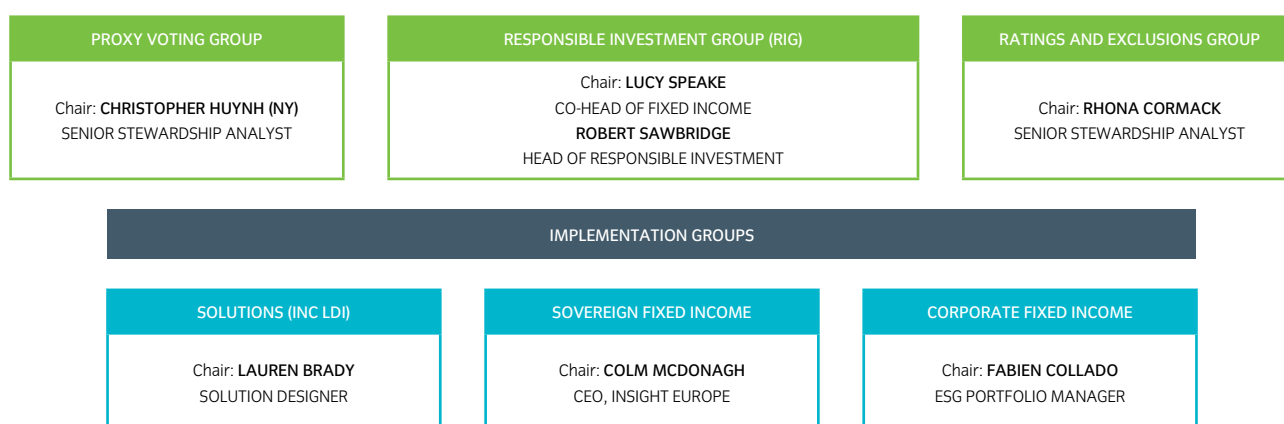 PROXY VOTING GROUP
Chair: CHRISTOPHER HUYNH (NY)
SENIOR STEWARDSHIP ANALYST
RESPONSIBLE INVESTMENT GROUP (RIG)
Chair: LUCY SPEAKE
CO-HEAD OF FIXED INCOME
ROBERT SAWBRIDGE
HEAD OF RESPONSIBLE INVESTMENT
RATINGS AND EXCLUSIONS GROUP
Chair: RHONA CORMACK
SENIOR STEWARDSHIP ANALYST
IMPLEMENTATION GROUPS
SOLUTIONS (INC LDI)
Chair: LAUREN BRADY
SOLUTION DESIGNER
SOVEREIGN FIXED INCOME
Chair: COLM MCDONAGH
CEO, INSIGHT EUROPE
CORPORATE FIXED INCOME
Chair: FABIEN COLLADO
ESG PORTFOLIO MANAGER